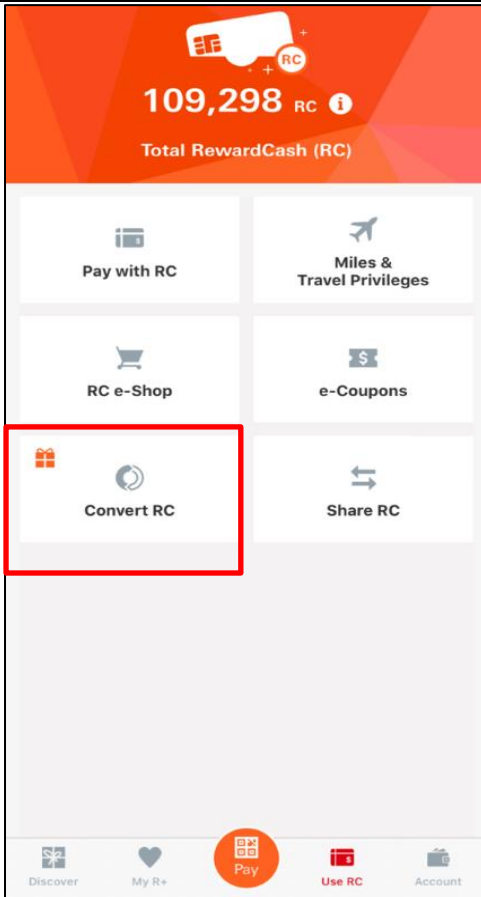 RC
109,298 RC i
Total RewardCash (RC)
Pay with RC
Miles &
Travel Privileges
RC e-Shop
$
e-Coupons
Convert RC
Share RC
Discover
My R+
Pay
$
Use RC
Account